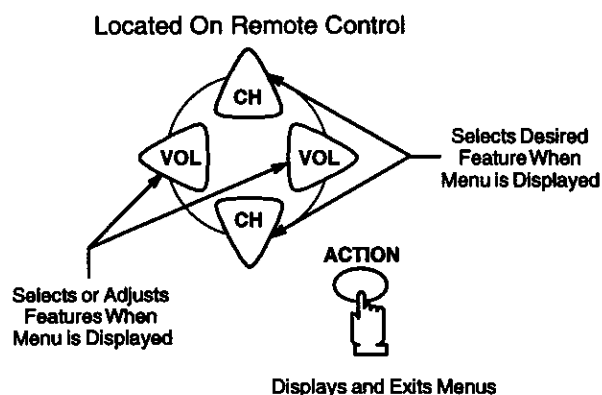 Located On Remote Control
CH
VOL
VOL
CH
Selects Desired
Feature When
Menu is Displayed
ACTION
Selects or Adjusts
Features When
Menu is Displayed
Displays and Exits Menus